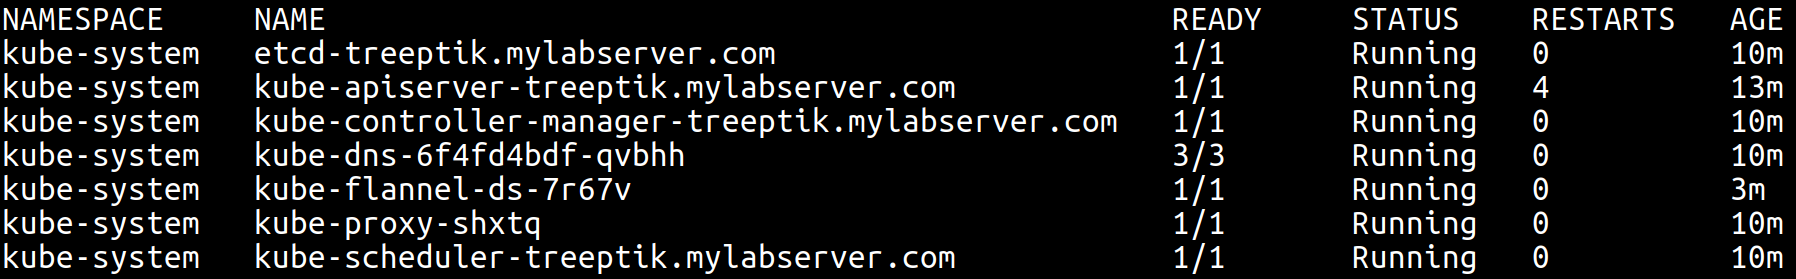 NAMESPACE NAME READY STATUS RESTARTS AGE
kube-system etcd-treeptik.mylabserver.com 1/1 Running 0 10m
kube-system kube-apiserver-treeptik.mylabserver.com 1/1 Running 4 13m
kube-system kube-controller-manager-treeptik.mylabserver.com 1/1 Running 0 10m
kube-system kube-dns-6f4fd4bdf-qvbhh 3/3 Running 0 10m
kube-system kube-flannel-ds-7r67v 1/1 Running 0 3m
kube-system kube-proxy-shxtq 1/1 Running 0 10m
kube-system kube-scheduler-treeptik.mylabserver.com 1/1 Running 0 10m